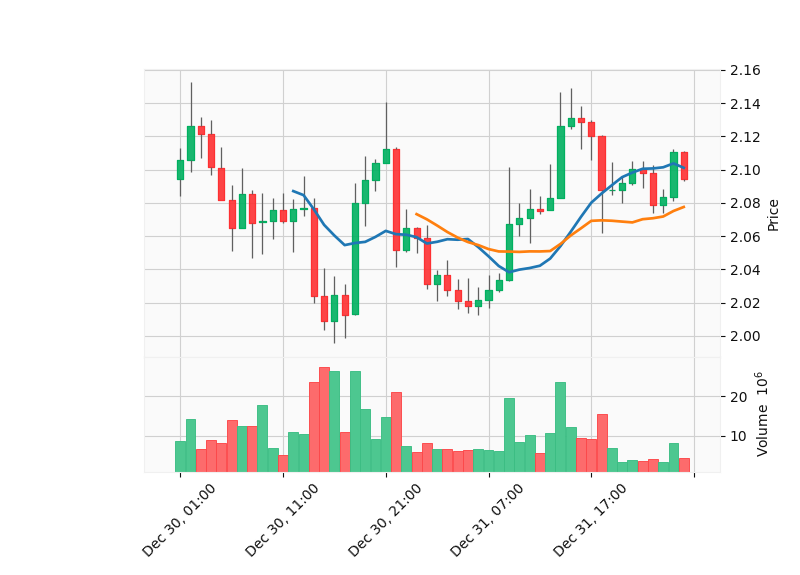 2.16
2.14
2.12
2.10
2.08
2.06
2.04
2.02
2.00
Price
20
10
Volume 10⁶
Dec 30, 01:00
Dec 30, 11:00
Dec 30, 21:00
Dec 31, 07:00
Dec 31, 17:00